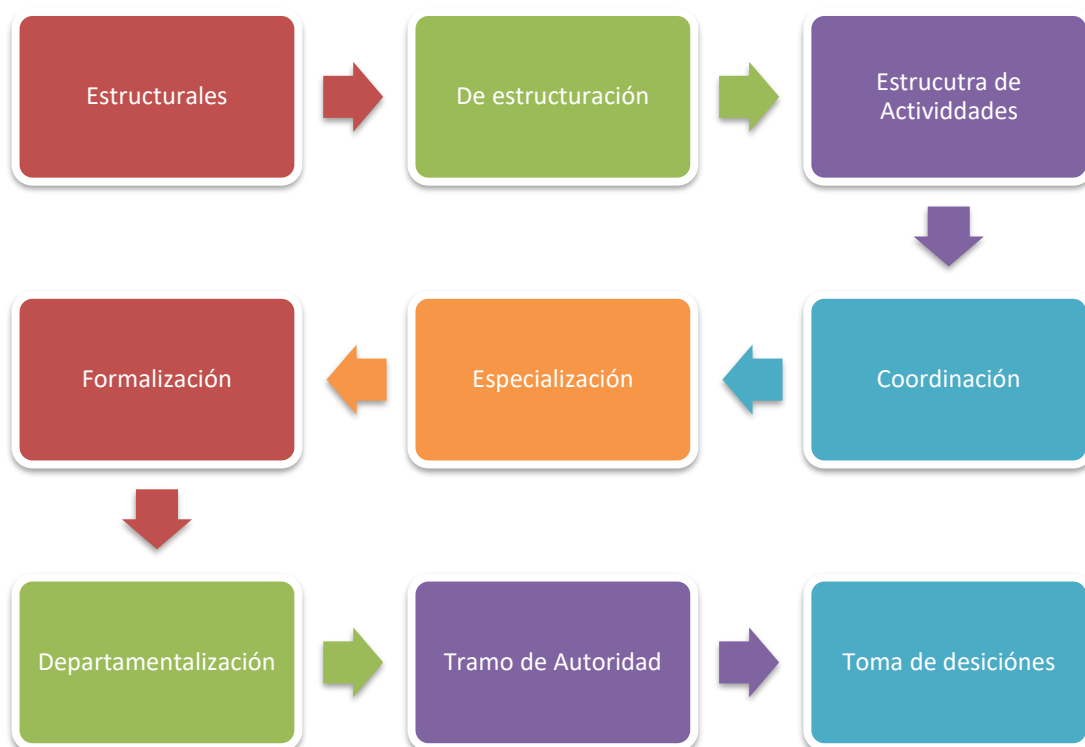 Estructurales
De estructuración
Estrucutra de
Actividdades
Coordinación
Especialización
Formalización
Departamentalización
Tramo de Autoridad
Toma de desiciónes